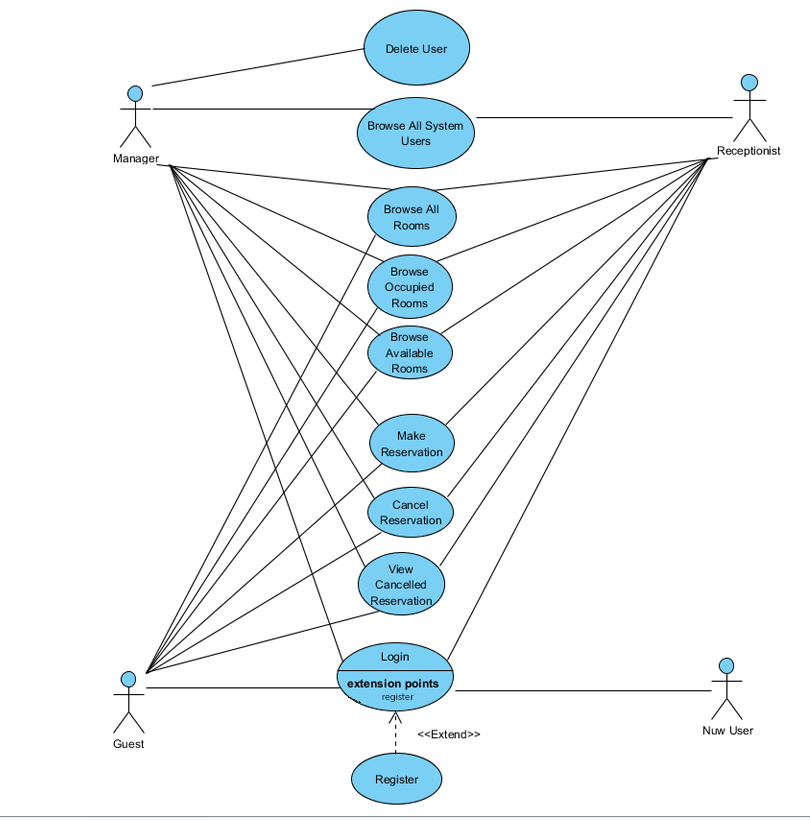 Delete User
Browse All System
Users
Manager
Receptionist
Browse All
Rooms
Browse
Occupied
Rooms
Browse
Available
Rooms
Make
Reservation
Cancel
Reservation
View
Cancelled
Reservation
Login
extension points
register
Guest
Nuw User
<<Extend>>
Register